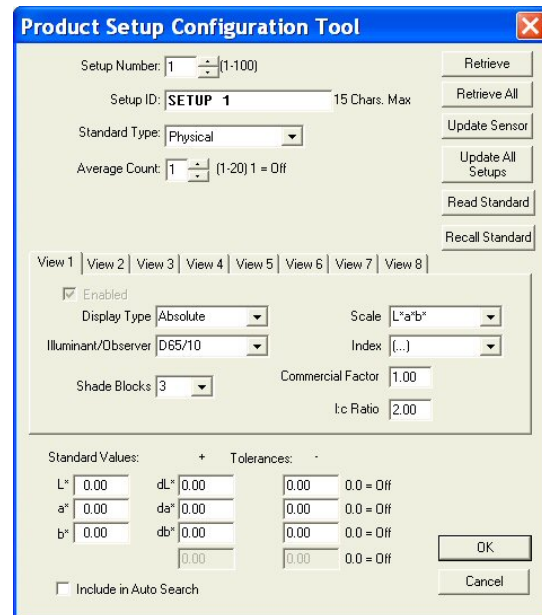 Product Setup Configuration Tool
Setup Number: 1 (1-100)
Retrieve
Setup ID: SETUP 1 15 Chars. Max
Retrieve All
Standard Type: Physical
Update Sensor
Average Count: 1 (1-20) 1 = Off
Update All Setups
Read Standard
Recall Standard
View 1 View 2 View 3 View 4 View 5 View 6 View 7 View 8
Enabled
Display Type Absolute Scale L*a*b*
Illuminant/Observer D65/10 Index (...)
Shade Blocks 3 Commercial Factor 1.00
l:c Ratio 2.00
Standard Values: + Tolerances: -
L* 0.00 dL* 0.00 0.00 0.0 = Off
a* 0.00 da* 0.00 0.00 0.0 = Off
b* 0.00 db* 0.00 0.00 0.0 = Off
0.00 0.00 0.0 = Off
OK
Include in Auto Search
Cancel